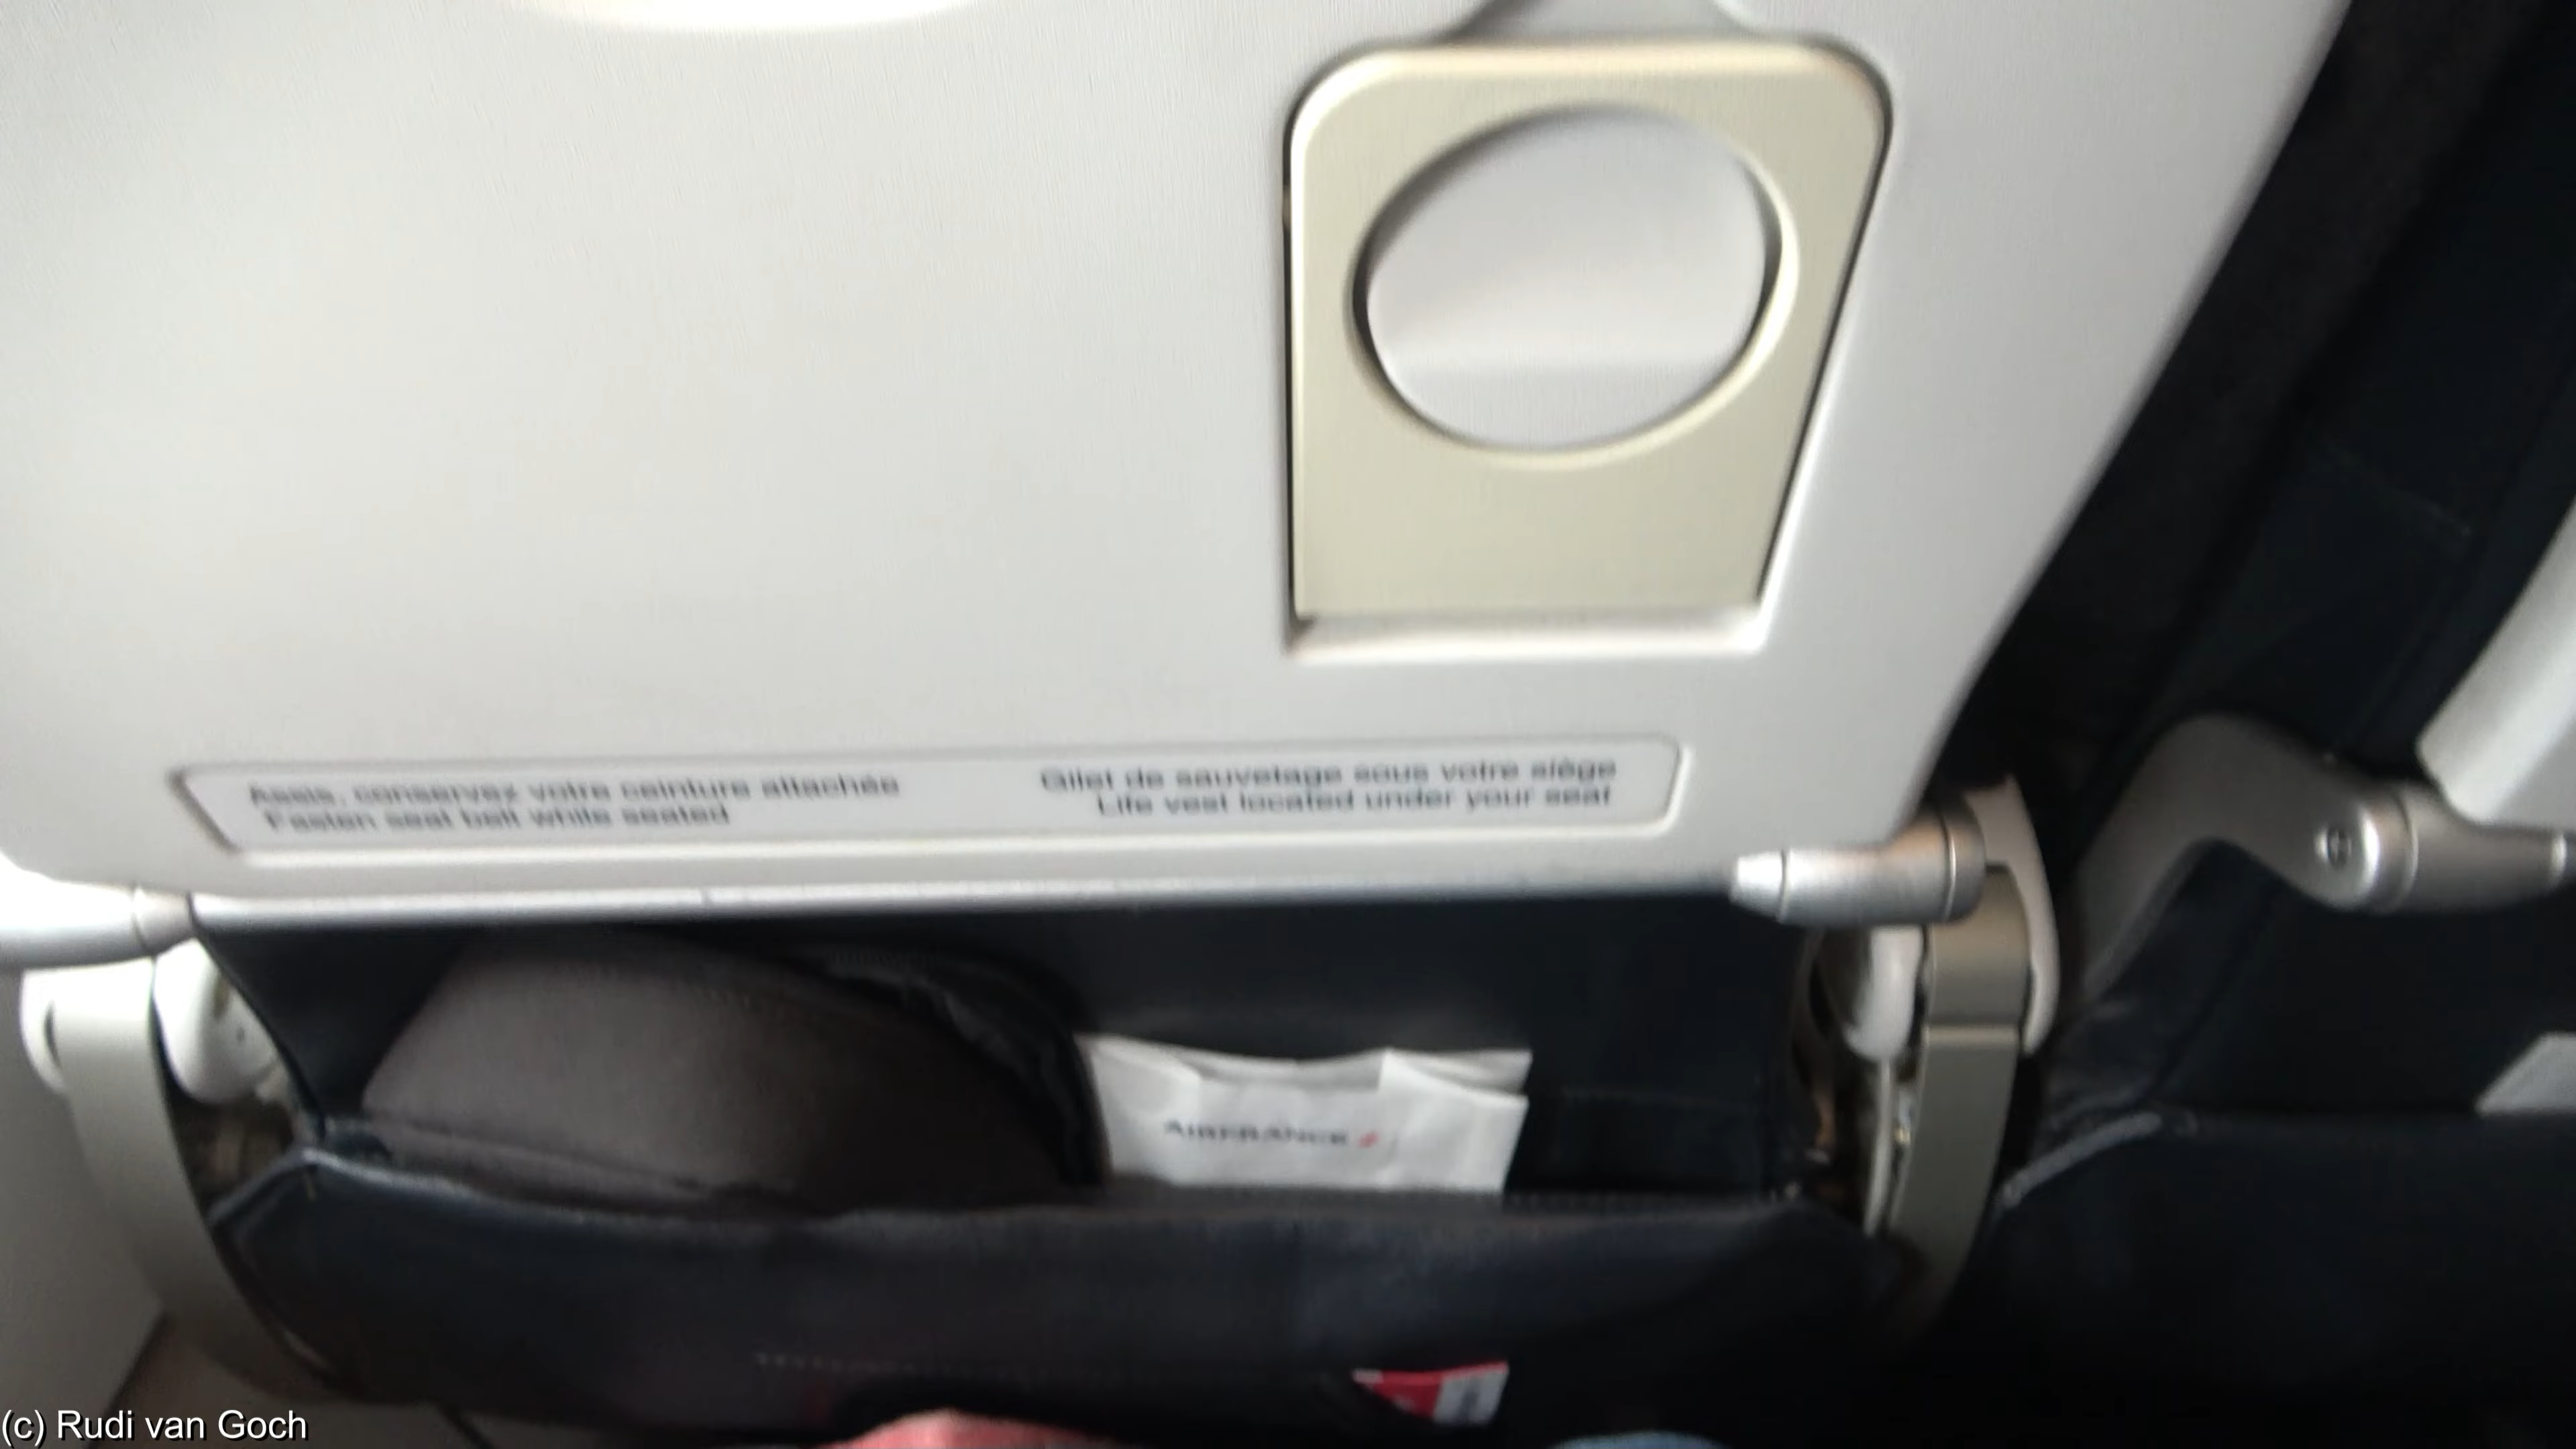 Assis, conservez votre ceinture attachée
Fasten seat belt while seated
Gilet de sauvetage sous votre siège
Life vest located under your seat
AIRFRANCE
(c) Rudi van Goch